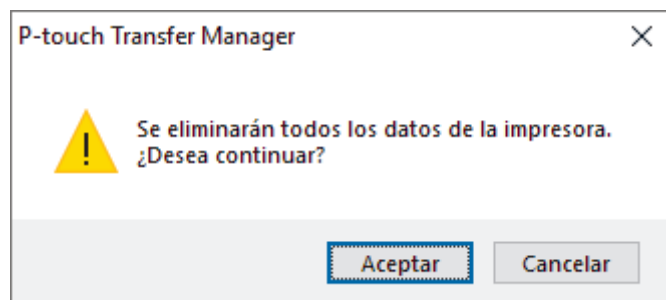 P-touch Transfer Manager
Se eliminarán todos los datos de la impresora.
¿Desea continuar?
Aceptar
Cancelar